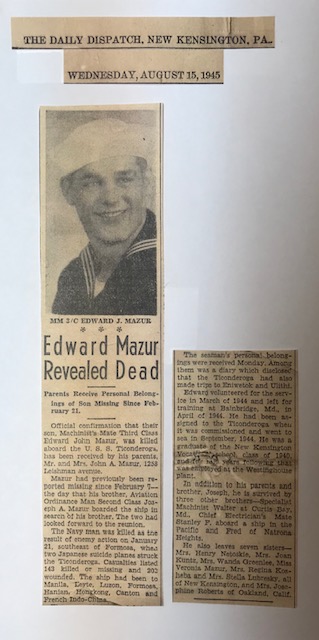 THE DAILY DISPATCH, NEW KENSINGTON, PA.
WEDNESDAY, AUGUST 15, 1945
MM 3/C EDWARD J. MAZUR
* * *
Edward Mazur
Revealed Dead
Parents Receive Personal Belong-
ings of Son Missing Since Feb-
ruary 21.
Official confirmation that their
son, Mechinist's Mate Third Class
Edward John Mazur, was killed
aboard the U. S. S. Ticonderoga,
has been received by his parents,
Mr. and Mrs. John A. Mazur, 1258
Leishman avenue.
Mazur had previously been re-
ported missing since February 7—
the day that his brother, Aviation
Ordnance Man Second Class Jos-
eph A. Mazur boarded the ship in
search of his brother. The two had
looked forward to the reunion.
The Navy man was killed as the
result of enemy action on January
21, southeast of Formosa, when
two Japanese suicide planes struck
the Ticonderoga. Casualties listed
143 killed or missing and 202
wounded. The ship had been to
Manila, Leyte, Luzon, Formosa,
Hainan, Hongkong, Canton and
French Indo-China.
The seaman's personal belong-
ings were received Monday. Among
them was a diary which disclosed
that the Ticonderoga had also
made trips to Eniwetok and Ulithi.
Edward volunteered for the serv-
ice in March of 1944 and left for
training at Bainbridge, Md., in
April of 1944. He had been as-
signed to the Ticonderoga when
it was commissioned and went to
sea in September, 1944. He was a
graduate of the New Kensington
school, class of 1940,
and
was employed at the Westinghouse
plant.
In addition to his parents and
brother, Joseph, he is survived by
three other brothers—Specialist
Machinist Walter at Curtis Bay,
Md., Chief Electrician's Mate
Stanley P. aboard a ship in the
Pacific and Fred of Natrona
Heights.
He also leaves seven sisters—
Mrs. Henry Mrs. Joan
Kuntz, Mrs. Wanda Greenlee, Miss
Veronia Mazur, Mrs. Regina
and Mrs. Stella Lubresky, all
of New Kensington, and Mrs. Jose-
phine Roberts of Oakland, Calif.